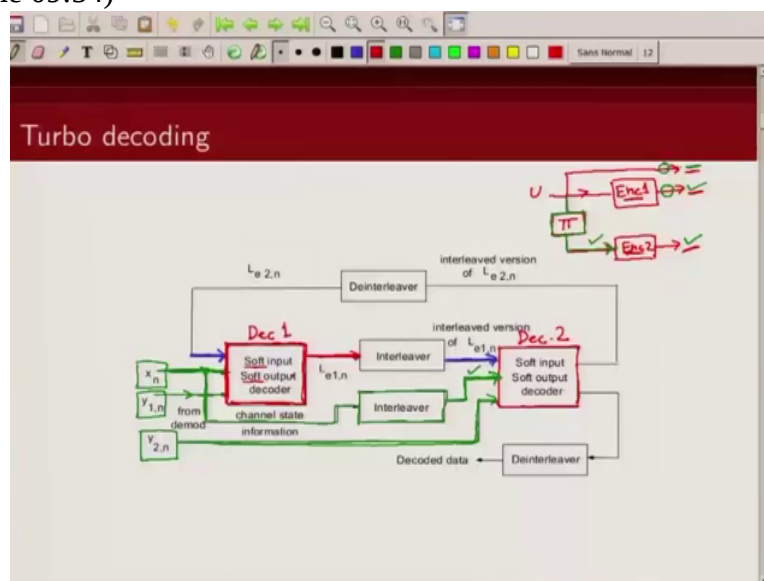 Sans Normal 12
Turbo decoding
U
Enc1
π
Enc2
L e 2,n
Deinterleaver
interleaved version
of L e2,n
Dec 1
Soft input
Soft output
decoder
L e1,n
Interleaver
interleaved version
of L e1,n
Dec-2
Soft input
Soft output
decoder
x n
y 1,n
from
demod
channel state
information
Interleaver
y 2,n
Decoded data
Deinterleaver